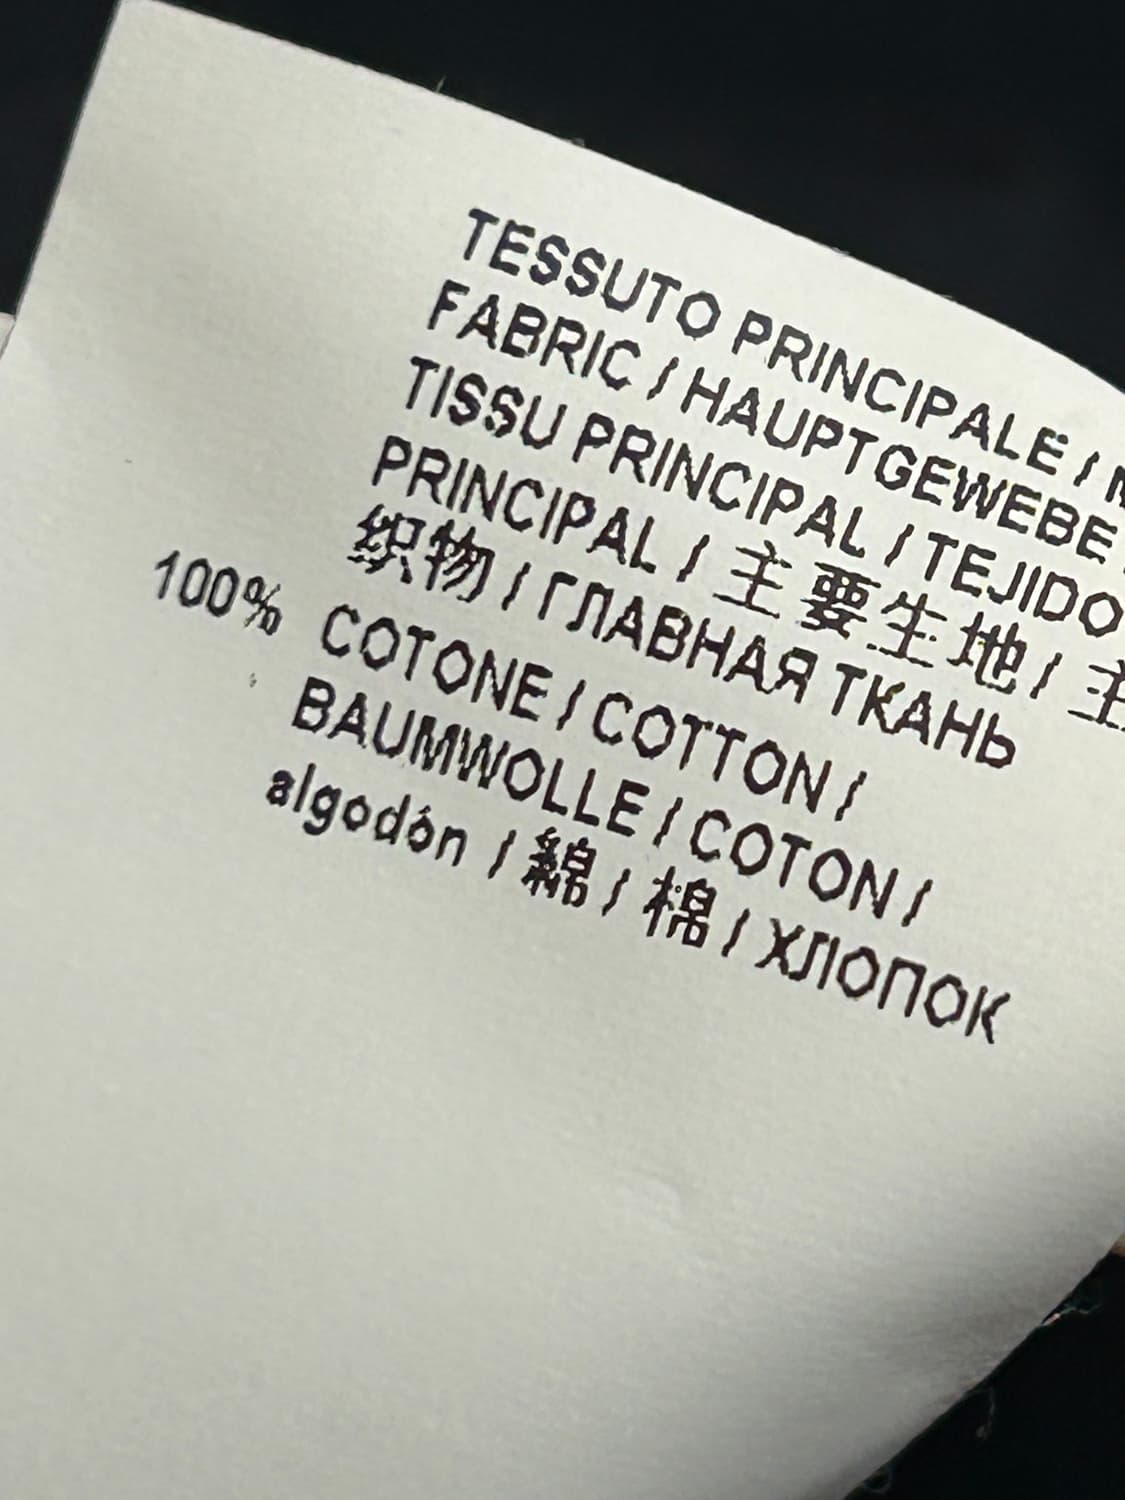 TESSUTO PRINCIPALE /
FABRIC / HAUPTGEWEBE
TISSU PRINCIPAL / TEJIDO
PRINCIPAL / 主要生地 / 主
织物 / ГЛАВНАЯ ТКАНЬ
100% COTONE / COTTON /
BAUMWOLLE / COTON /
algodón / 綿 / 棉 / ХЛОПОК